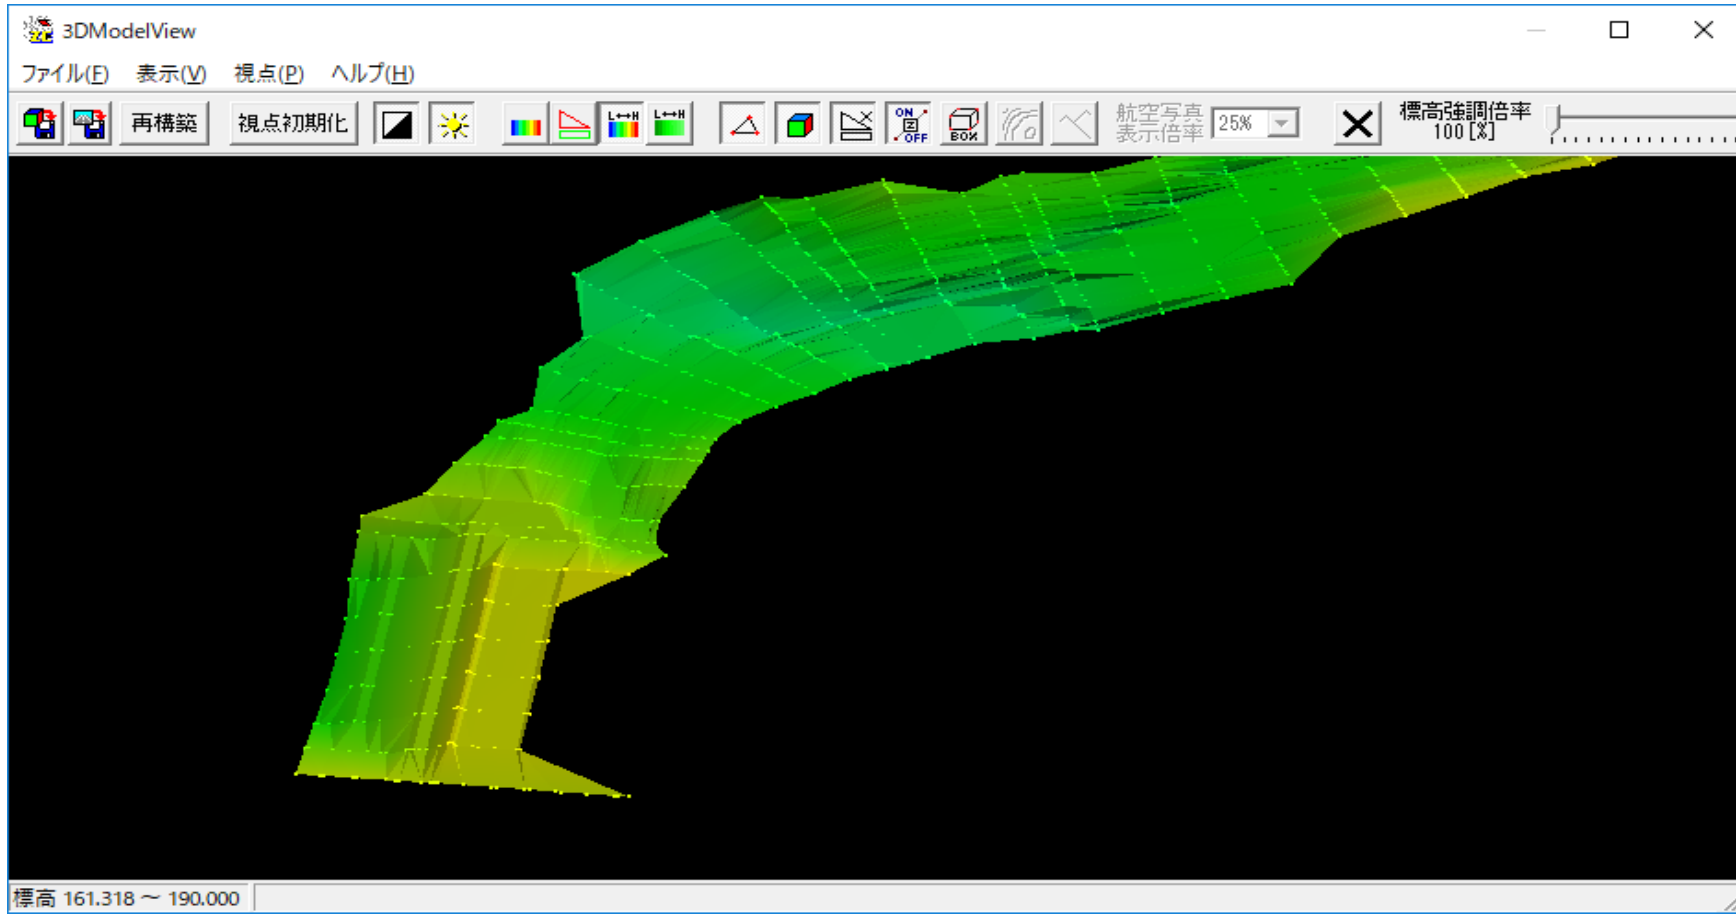 3DModelView
ファイル(F) 表示(V) 視点(P) ヘルプ(H)
再構築 視点初期化 L↔H L↔H ON Z OFF BOX 航空写真 表示倍率 25% 標高強調倍率 100[%]
標高 161.318 ～ 190.000